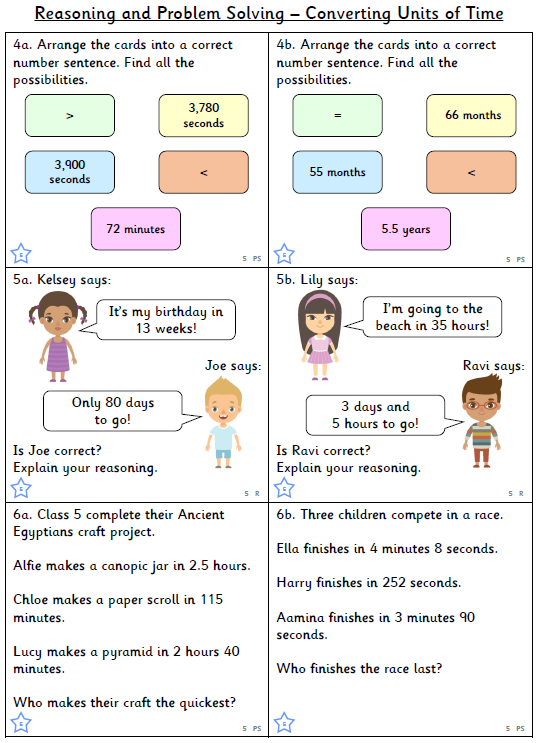 Reasoning and Problem Solving – Converting Units of Time
4a. Arrange the cards into a correct
number sentence. Find all the
possibilities.
>
3,780
seconds
3,900
seconds
<
72 minutes
E
5 PS
4b. Arrange the cards into a correct
number sentence. Find all the
possibilities.
=
66 months
55 months
<
5.5 years
E
5 PS
5a. Kelsey says:
It's my birthday in
13 weeks!
Joe says:
Only 80 days
to go!
Is Joe correct?
Explain your reasoning.
E
5 R
5b. Lily says:
I'm going to the
beach in 35 hours!
Ravi says:
3 days and
5 hours to go!
Is Ravi correct?
Explain your reasoning.
E
5 R
6a. Class 5 complete their Ancient
Egyptians craft project.
Alfie makes a canopic jar in 2.5 hours.
Chloe makes a paper scroll in 115
minutes.
Lucy makes a pyramid in 2 hours 40
minutes.
Who makes their craft the quickest?
E
5 PS
6b. Three children compete in a race.
Ella finishes in 4 minutes 8 seconds.
Harry finishes in 252 seconds.
Aamina finishes in 3 minutes 90
seconds.
Who finishes the race last?
E
5 PS